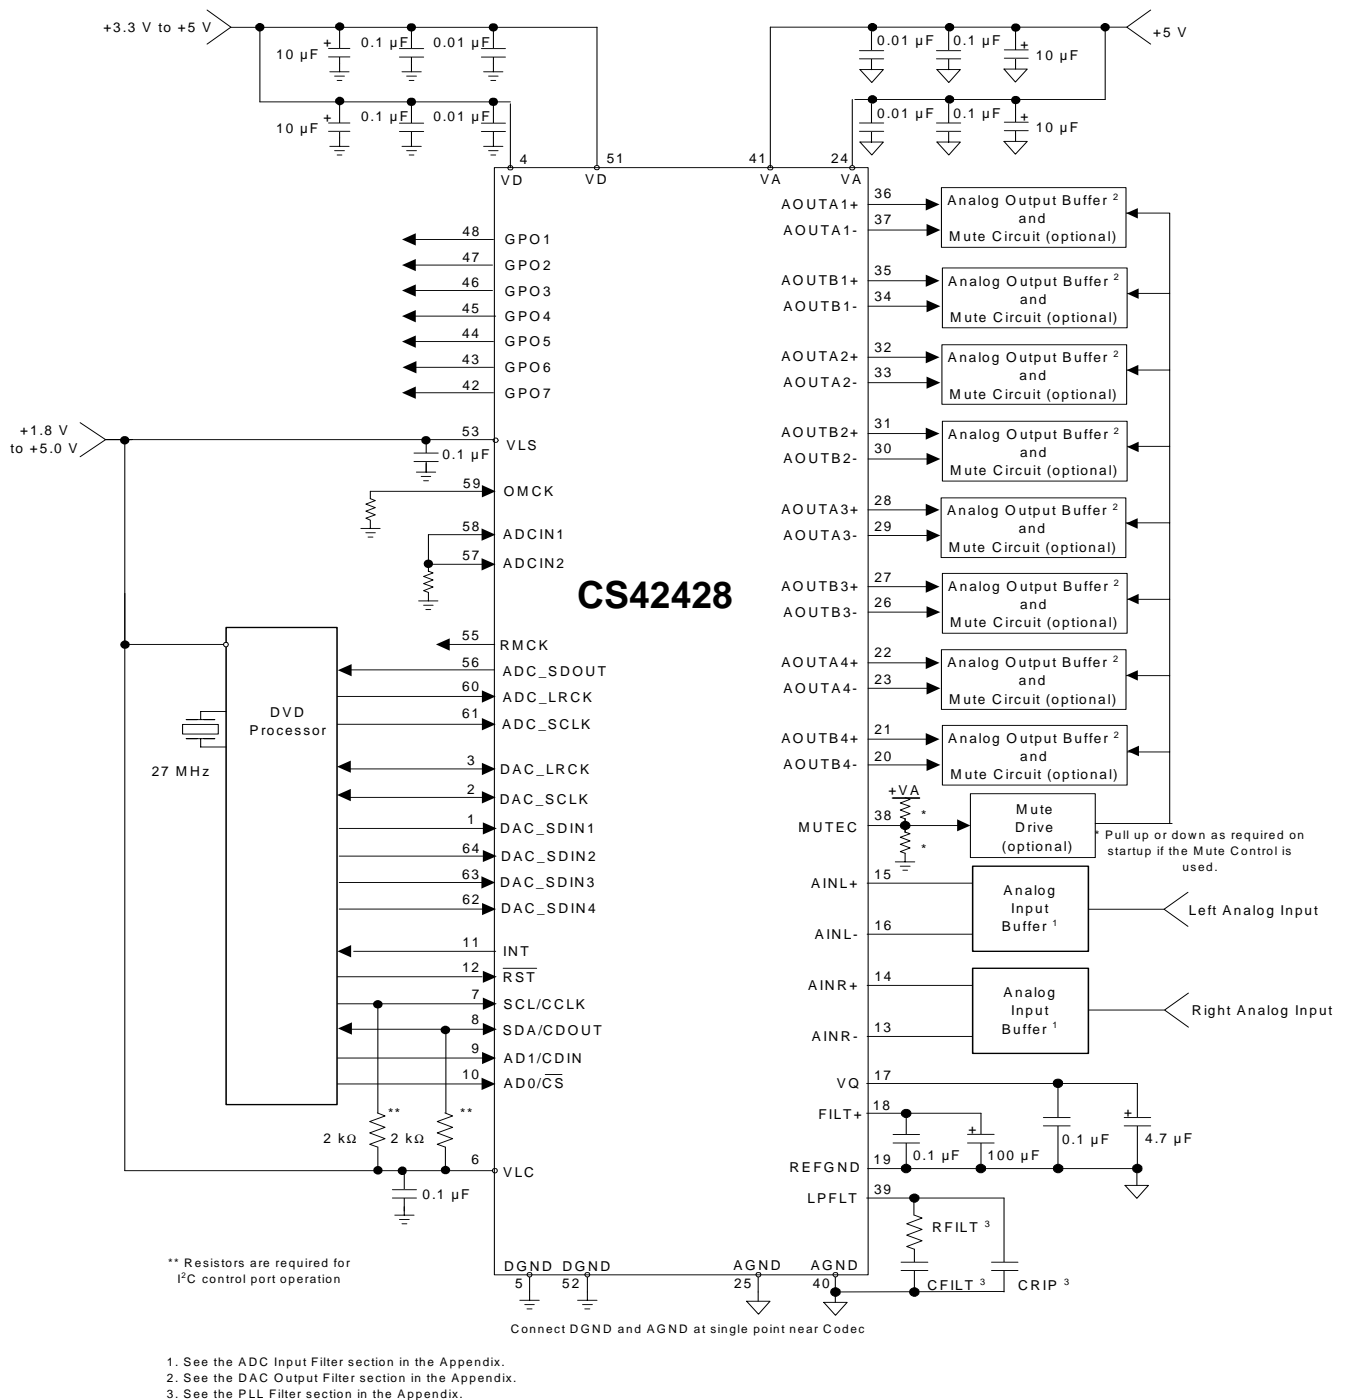 +3.3 V to +5 V
10 µF
+
0.1 µF
0.01 µF
10 µF
+
0.1 µF
0.01 µF
0.01 µF
0.1 µF
+
10 µF
+5 V
0.01 µF
0.1 µF
+
10 µF
4
51
41
24
VD
VD
VA
VA
48
GPO1
47
GPO2
46
GPO3
45
GPO4
44
GPO5
43
GPO6
42
GPO7
+1.8 V
to +5.0 V
53
VLS
0.1 µF
59
OMCK
58
ADCIN1
57
ADCIN2
CS42428
55
RMCK
56
ADC_SDOUT
60
ADC_LRCK
61
ADC_SCLK
DVD
Processor
27 MHz
3
DAC_LRCK
2
DAC_SCLK
1
DAC_SDIN1
64
DAC_SDIN2
63
DAC_SDIN3
62
DAC_SDIN4
11
INT
12
RST
7
SCL/CCLK
8
SDA/CDOUT
9
AD1/CDIN
10
AD0/CS
**
2 kΩ
**
2 kΩ
6
VLC
0.1 µF
** Resistors are required for
I²C control port operation
AOUTA1+
36
AOUTA1-
37
Analog Output Buffer ²
and
Mute Circuit (optional)
AOUTB1+
35
AOUTB1-
34
Analog Output Buffer ²
and
Mute Circuit (optional)
AOUTA2+
32
AOUTA2-
33
Analog Output Buffer ²
and
Mute Circuit (optional)
AOUTB2+
31
AOUTB2-
30
Analog Output Buffer ²
and
Mute Circuit (optional)
AOUTA3+
28
AOUTA3-
29
Analog Output Buffer ²
and
Mute Circuit (optional)
AOUTB3+
27
AOUTB3-
26
Analog Output Buffer ²
and
Mute Circuit (optional)
AOUTA4+
22
AOUTA4-
23
Analog Output Buffer ²
and
Mute Circuit (optional)
AOUTB4+
21
AOUTB4-
20
Analog Output Buffer ²
and
Mute Circuit (optional)
+VA
*
*
MUTEC
38
Mute
Drive
(optional)
* Pull up or down as required on
startup if the Mute Control is
used.
AINL+
15
AINL-
16
Analog
Input
Buffer ¹
Left Analog Input
AINR+
14
AINR-
13
Analog
Input
Buffer ¹
Right Analog Input
VQ
17
FILT+
18
+
0.1 µF
100 µF
0.1 µF
+
4.7 µF
REFGND
19
LPFLT
39
RFILT ³
CFILT ³
CRIP ³
DGND
DGND
AGND
AGND
5
52
25
40
Connect DGND and AGND at single point near Codec
1. See the ADC Input Filter section in the Appendix.
2. See the DAC Output Filter section in the Appendix.
3. See the PLL Filter section in the Appendix.